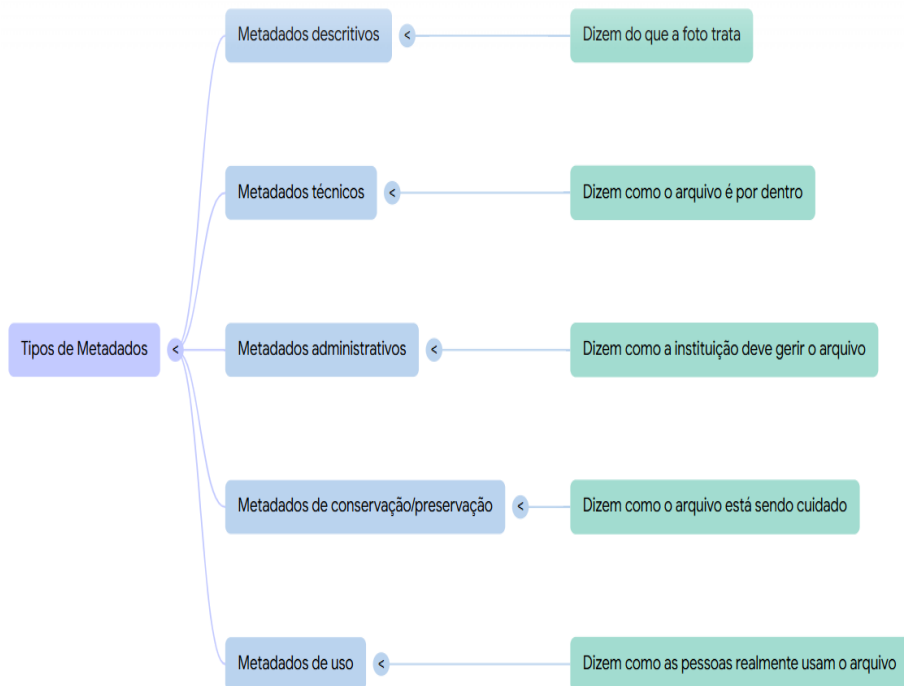 Metadados descritivos
<
Dizem do que a foto trata
Metadados técnicos
<
Dizem como o arquivo é por dentro
Tipos de Metadados
<
Metadados administrativos
<
Dizem como a instituição deve gerir o arquivo
Metadados de conservação/preservação
<
Dizem como o arquivo está sendo cuidado
Metadados de uso
<
Dizem como as pessoas realmente usam o arquivo